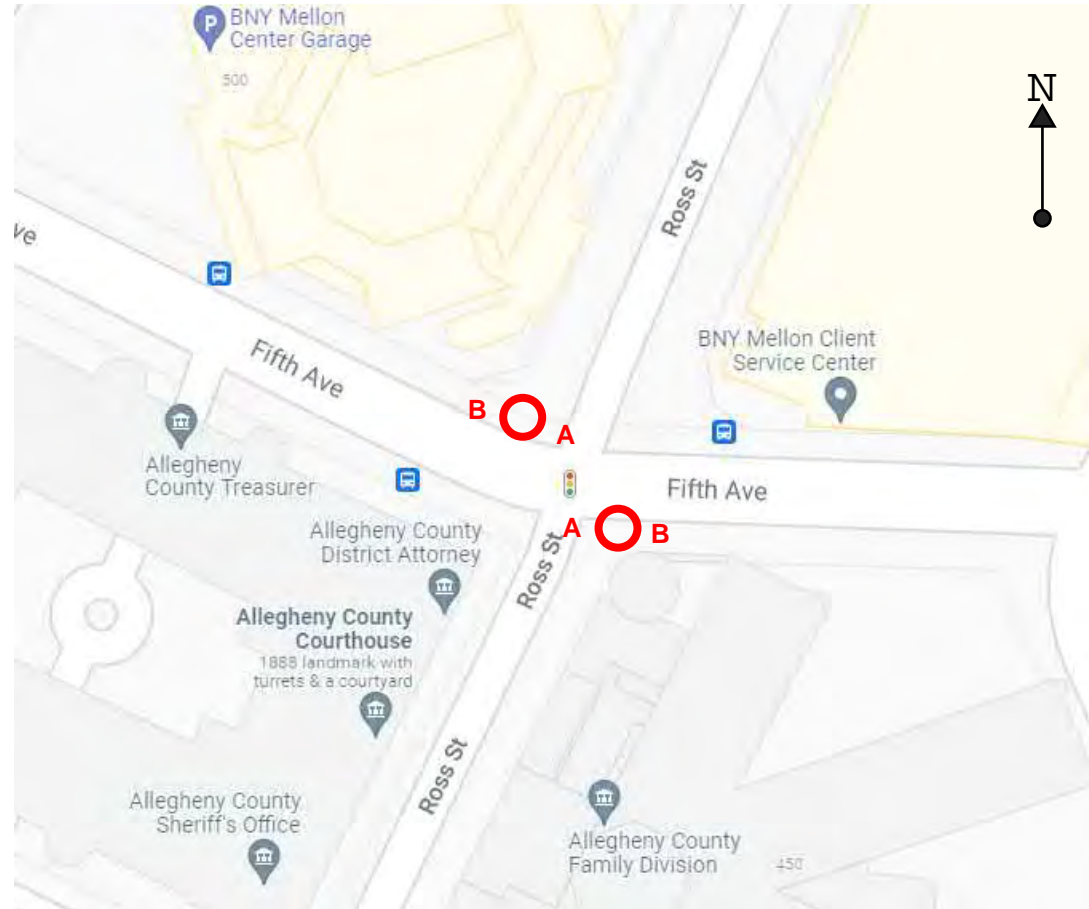 P
BNY Mellon
Center Garage
500
N
Ross St
ve
Fifth Ave
BNY Mellon Client
Service Center
B
A
Allegheny
County Treasurer
Fifth Ave
A
B
Allegheny County
District Attorney
Ross St
Allegheny County
Courthouse
1888 landmark with
turrets & a courtyard
Ross St
Allegheny County
Sheriff's Office
Allegheny County
Family Division
450